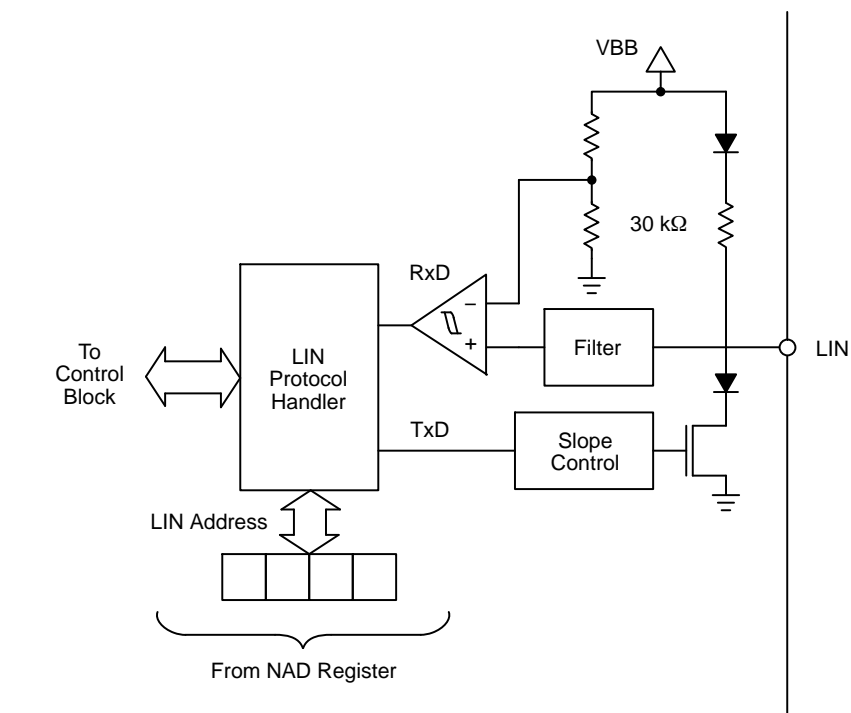 VBB
30 kΩ
RxD
−
+
Filter
LIN
To
Control
Block
LIN
Protocol
Handler
TxD
Slope
Control
LIN Address
From NAD Register